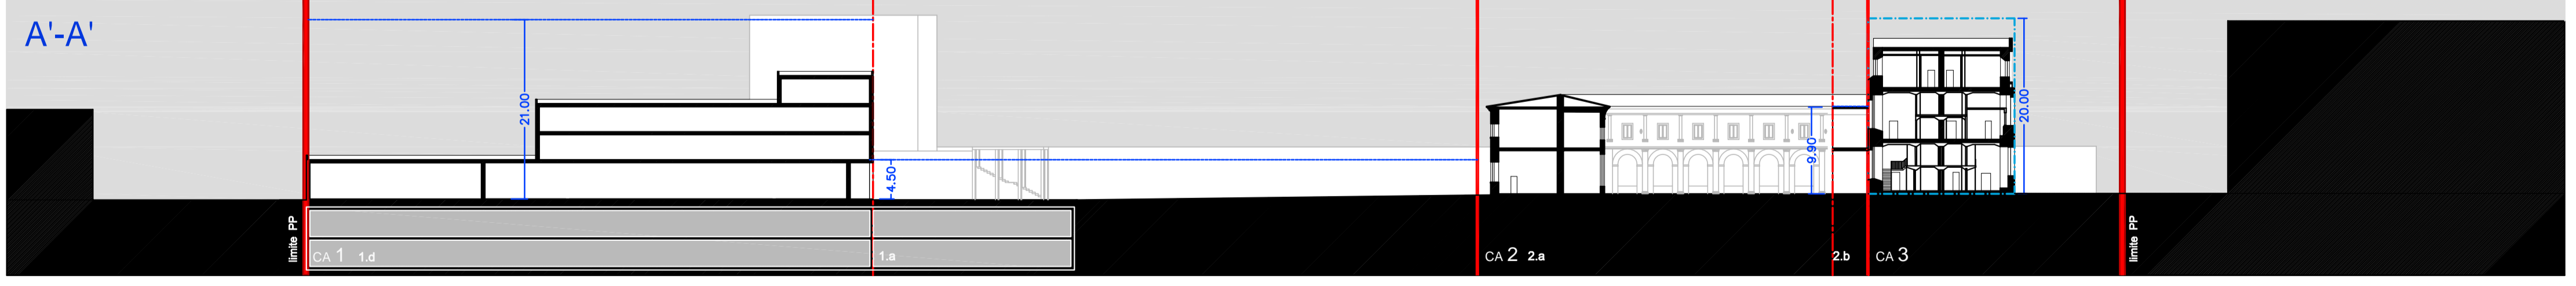 A'-A'
21.00
4.50
9.90
20.00
limite PP
CA 1 1.d
1.a
CA 2 2.a
2.b
CA 3
limite PP